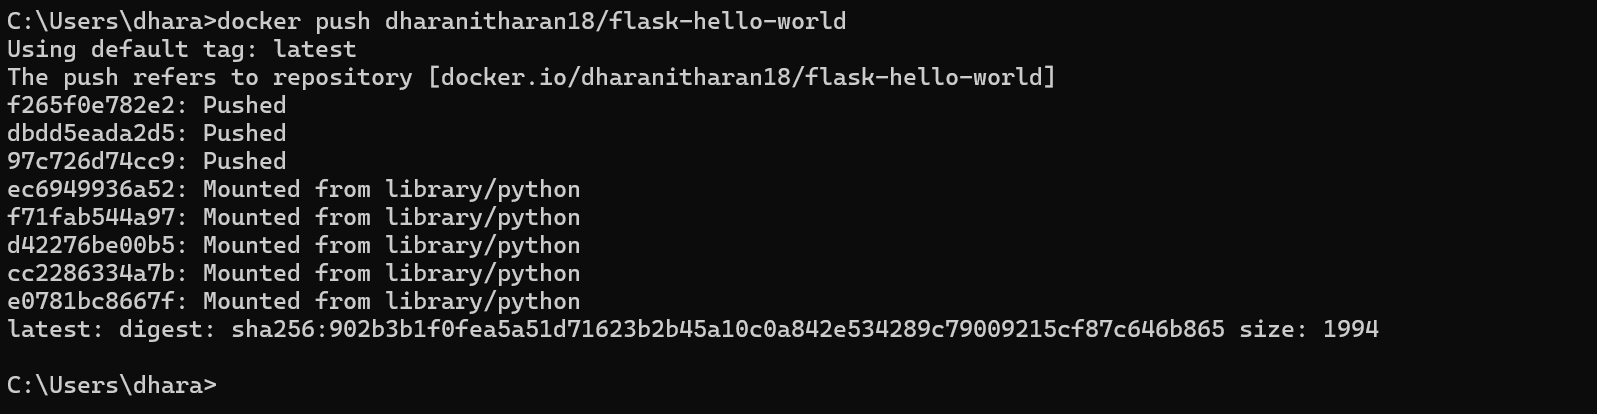 C:\Users\dhara>docker push dharanitharan18/flask-hello-world
Using default tag: latest
The push refers to repository [docker.io/dharanitharan18/flask-hello-world]
f265f0e782e2: Pushed
dbdd5eada2d5: Pushed
97c726d74cc9: Pushed
ec6949936a52: Mounted from library/python
f71fab544a97: Mounted from library/python
d42276be00b5: Mounted from library/python
cc2286334a7b: Mounted from library/python
e0781bc8667f: Mounted from library/python
latest: digest: sha256:902b3b1f0fea5a51d71623b2b45a10c0a842e534289c79009215cf87c646b865 size: 1994
C:\Users\dhara>